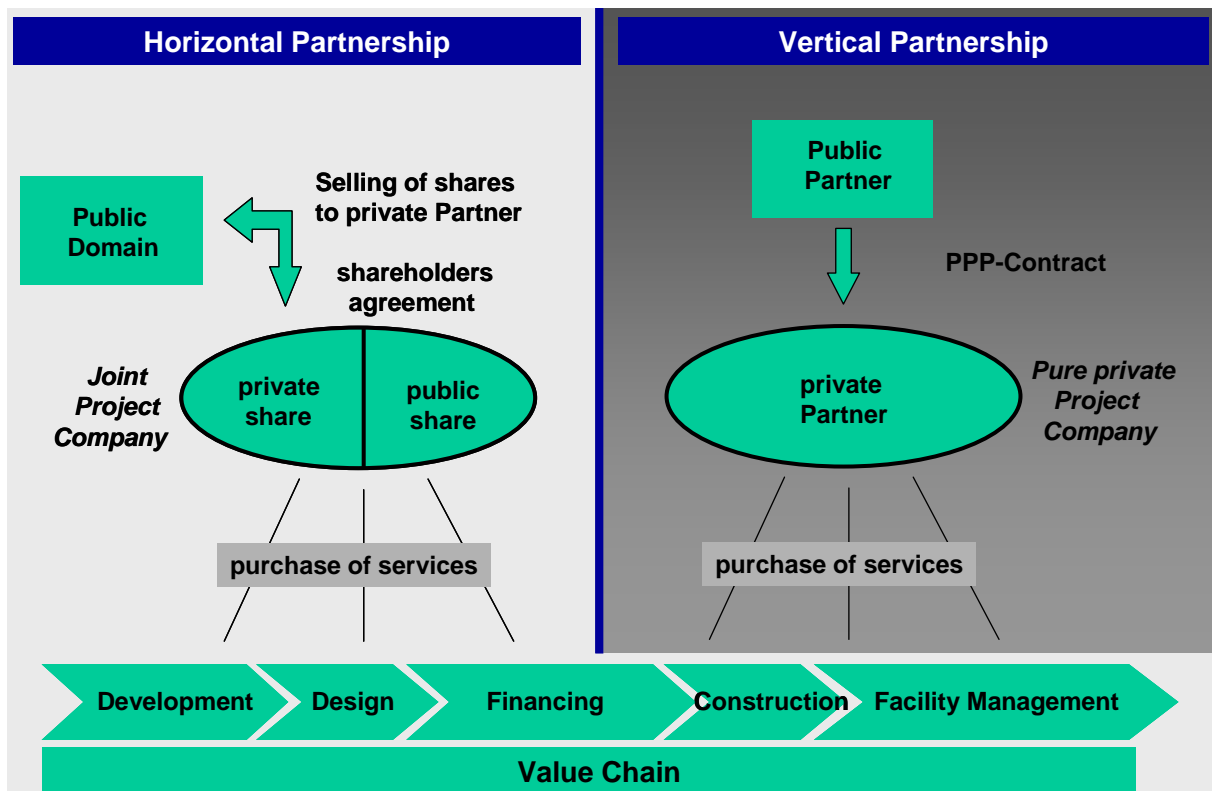 Horizontal Partnership
Public
Domain
Selling of shares
to private Partner
shareholders
agreement
Joint
Project
Company
private
share
public
share
purchase of services
Vertical Partnership
Public
Partner
PPP-Contract
private
Partner
Pure private
Project
Company
purchase of services
Development
Design
Financing
Construction
Facility Management
Value Chain